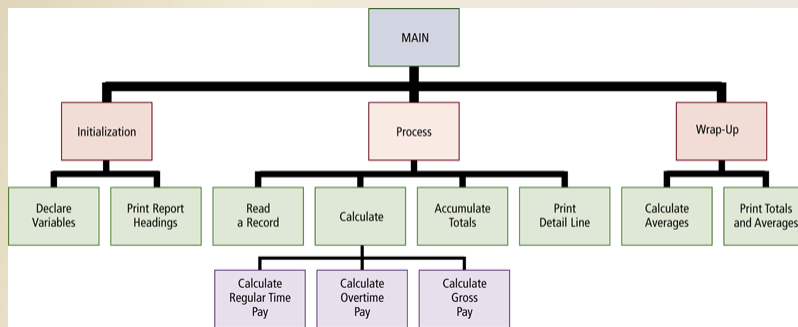 MAIN
Initialization
Process
Wrap-Up
Declare
Variables
Print Report
Headings
Read
a Record
Calculate
Accumulate
Totals
Print
Detail Line
Calculate
Averages
Print Totals
and Averages
Calculate
Regular Time
Pay
Calculate
Overtime
Pay
Calculate
Gross
Pay